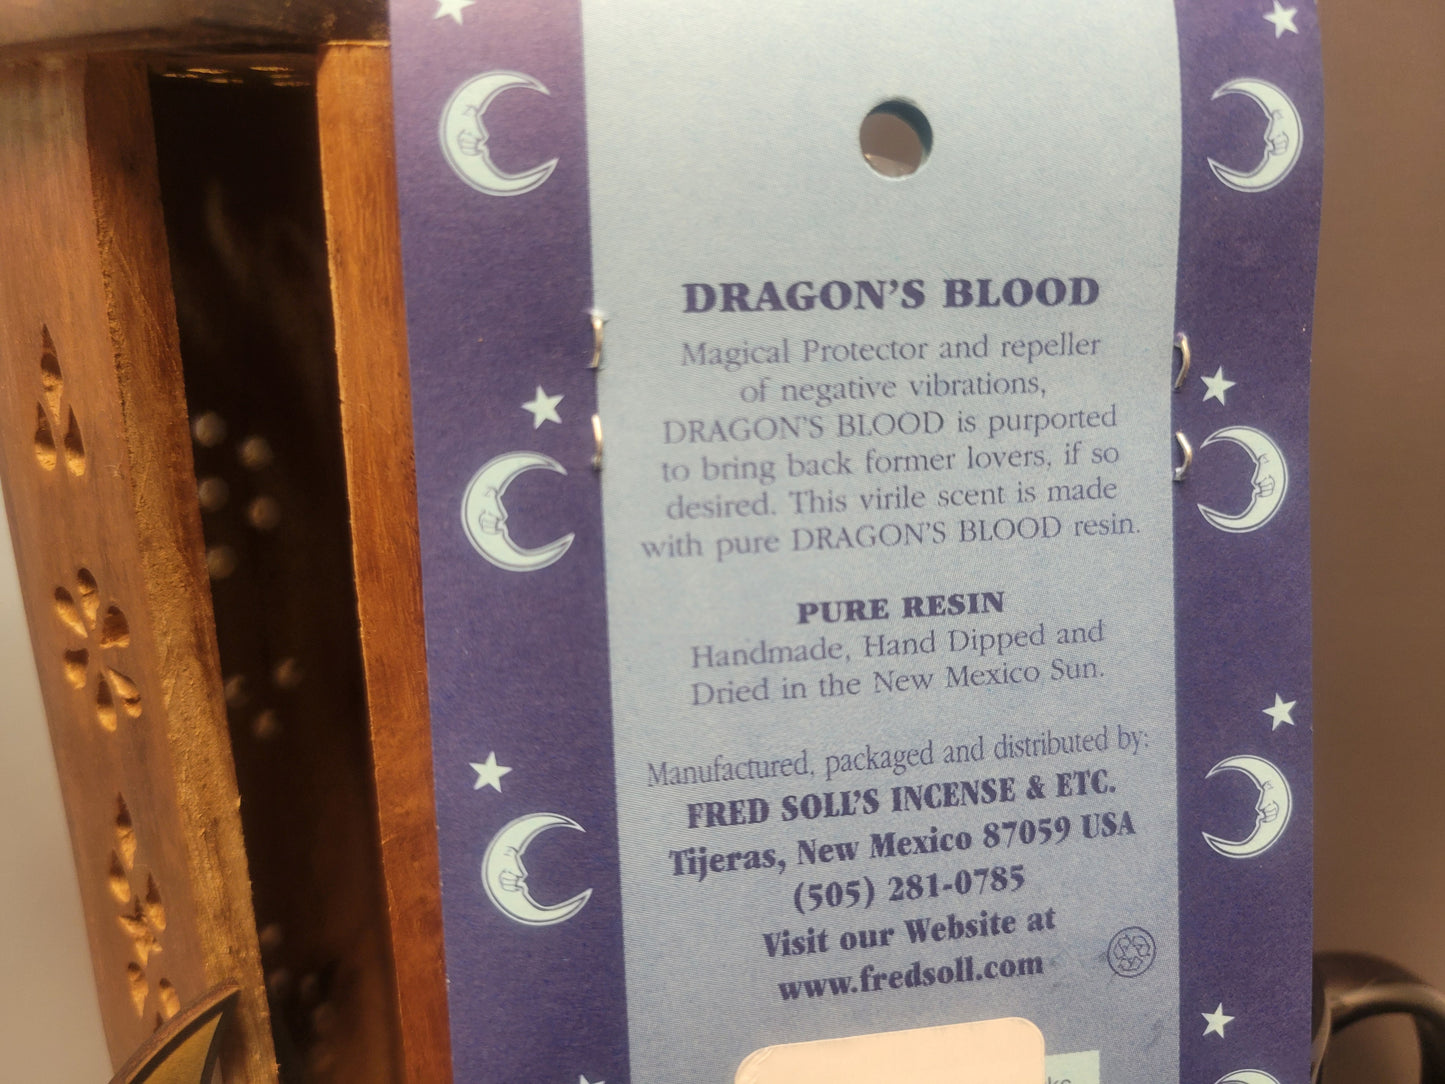 DRAGON'S BLOOD
Magical Protector and repeller
of negative vibrations,
DRAGON'S BLOOD is purported
to bring back former lovers, if so
desired. This virile scent is made
with pure DRAGON'S BLOOD resin.
PURE RESIN
Handmade, Hand Dipped and
Dried in the New Mexico Sun.
Manufactured, packaged and distributed by:
FRED SOLL'S INCENSE & ETC.
Tijeras, New Mexico 87059 USA
(505) 281-0785
Visit our Website at
www.fredsoll.com